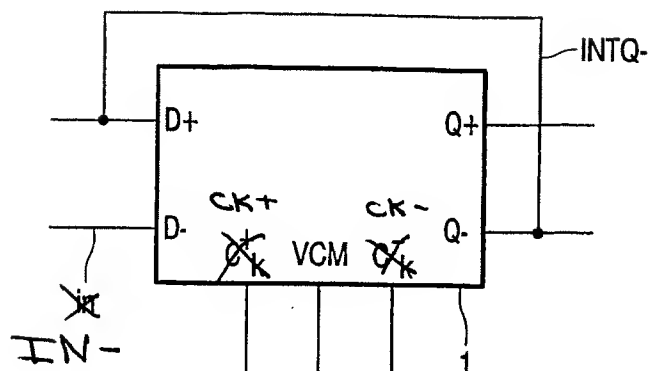 INTQ-
D+ Q+
CK+ CK-
D- Q-
VCM
IN-
1